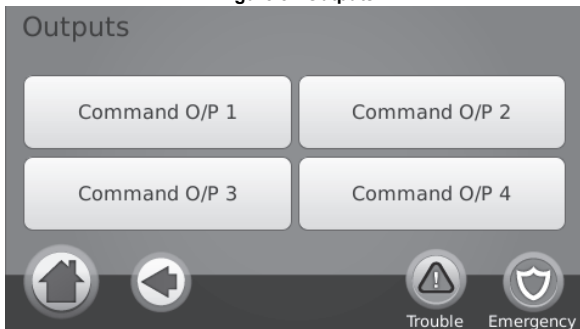 Outputs
Command O/P 1
Command O/P 2
Command O/P 3
Command O/P 4
Trouble
Emergency